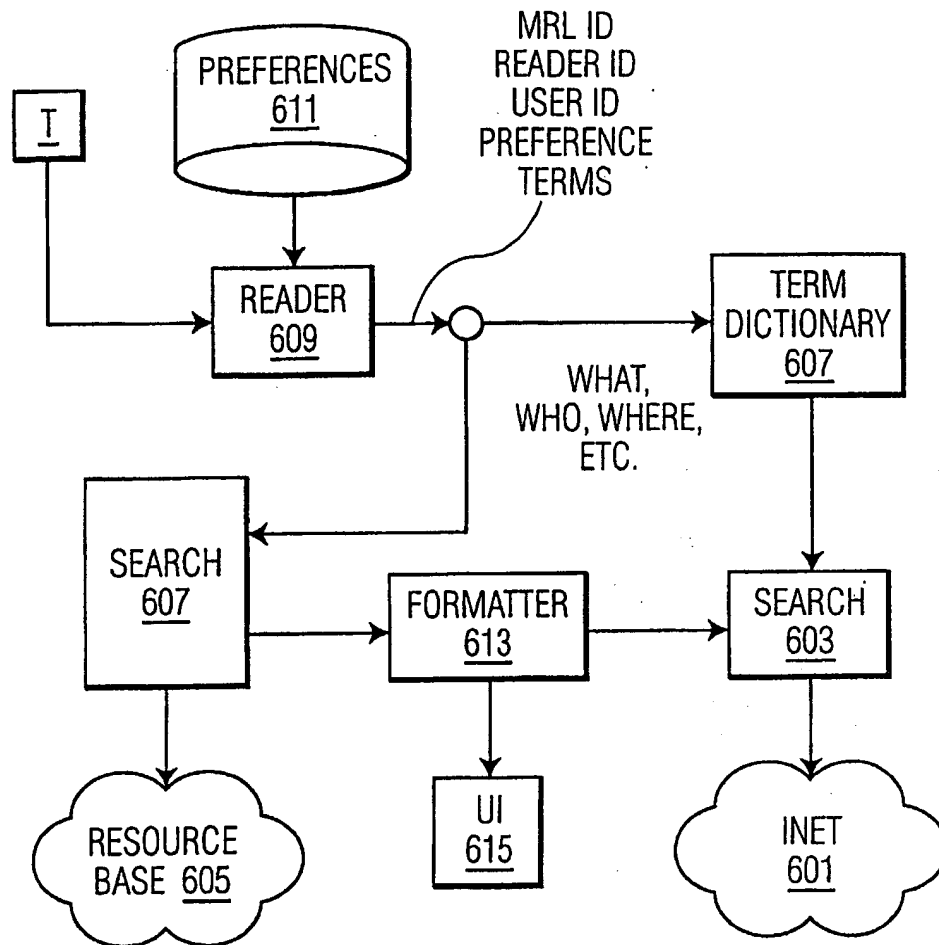 MRL ID
READER ID
USER ID
PREFERENCE
TERMS
PREFERENCES
611
T
READER
609
TERM
DICTIONARY
607
WHAT,
WHO, WHERE,
ETC.
SEARCH
607
FORMATTER
613
SEARCH
603
RESOURCE
BASE 605
UI
615
INET
601